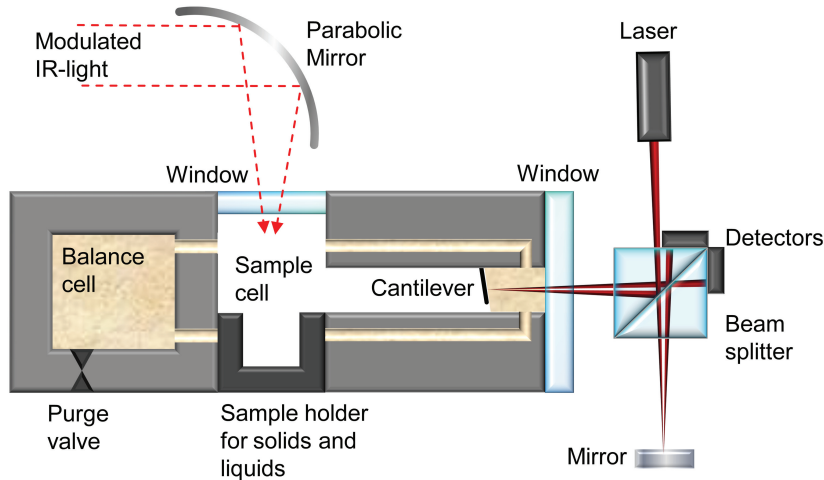 Modulated
IR-light
Parabolic
Mirror
Laser
Window
Window
Balance
cell
Sample
cell
Cantilever
Detectors
Beam
splitter
Purge
valve
Sample holder
for solids and
liquids
Mirror